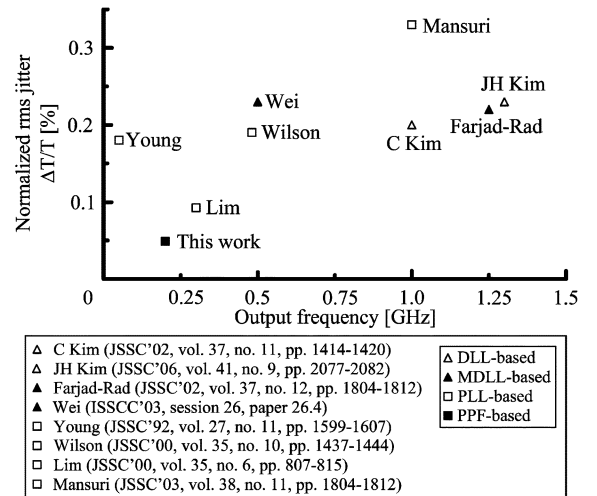 Normalized rms jitter
ΔT/T [%]
0.3
0.2
0.1
0
0.25
0.5
0.75
1.0
1.25
1.5
Output frequency [GHz]
Mansuri
JH Kim
Wei
Farjad-Rad
Wilson
Young
C Kim
Lim
This work
C Kim (JSSC'02, vol. 37, no. 11, pp. 1414-1420)
JH Kim (JSSC'06, vol. 41, no. 9, pp. 2077-2082)
Farjad-Rad (JSSC'02, vol. 37, no. 12, pp. 1804-1812)
Wei (ISSCC'03, session 26, paper 26.4)
Young (JSSC'92, vol. 27, no. 11, pp. 1599-1607)
Wilson (JSSC'00, vol. 35, no. 10, pp. 1437-1444)
Lim (JSSC'00, vol. 35, no. 6, pp. 807-815)
Mansuri (JSSC'03, vol. 38, no. 11, pp. 1804-1812)
DLL-based
MDLL-based
PLL-based
PPF-based